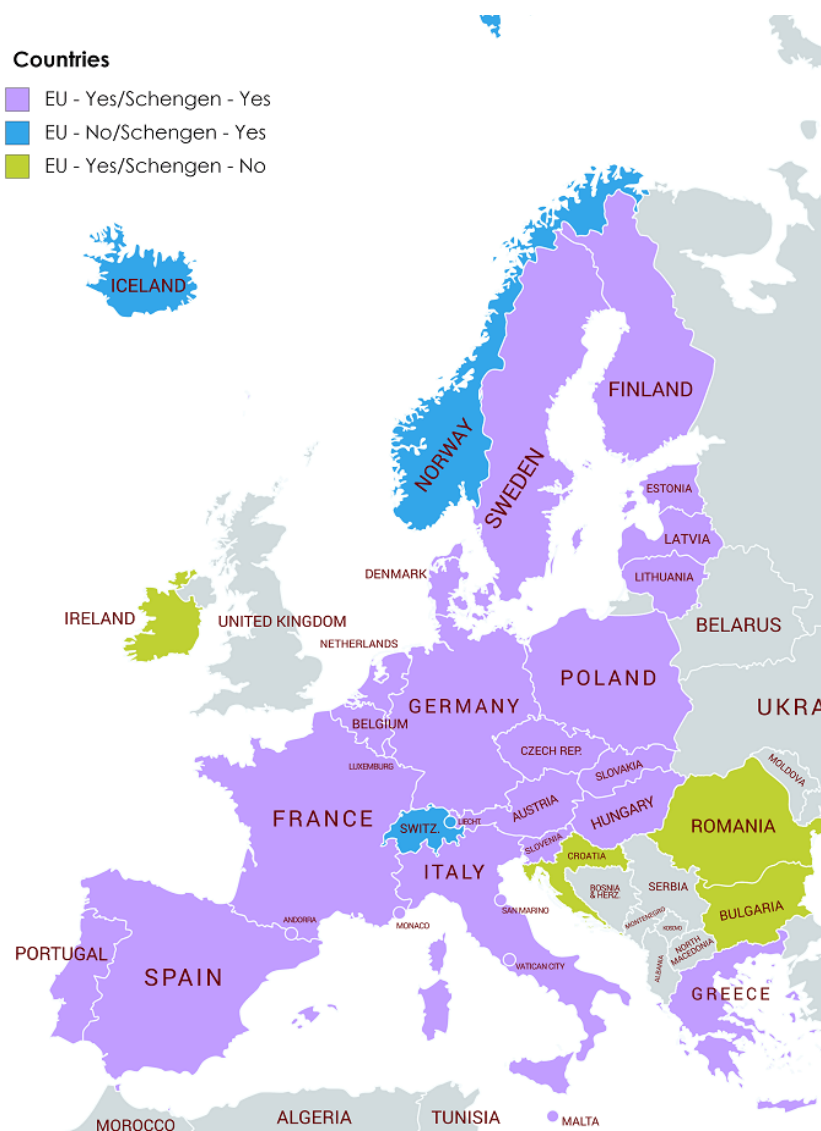 Countries
EU - Yes/Schengen - Yes
EU - No/Schengen - Yes
EU - Yes/Schengen - No
ICELAND
FINLAND
NORWAY
SWEDEN
ESTONIA
LATVIA
DENMARK
LITHUANIA
IRELAND
UNITED KINGDOM
BELARUS
NETHERLANDS
POLAND
GERMANY
UKRA
BELGIUM
CZECH REP.
LUXEMBURG
SLOVAKIA
MOLDOVA
AUSTRIA
HUNGARY
FRANCE
SWITZ.
LIECHT.
ROMANIA
SLOVENIA
CROATIA
ITALY
BOSNIA
& HERZ.
SERBIA
SAN MARINO
BULGARIA
ANDORRA
MONACO
MONTENEGRO
KOSOVO
PORTUGAL
NORTH
MACEDONIA
SPAIN
VATICAN CITY
ALBANIA
GREECE
MOROCCO
ALGERIA
TUNISIA
MALTA